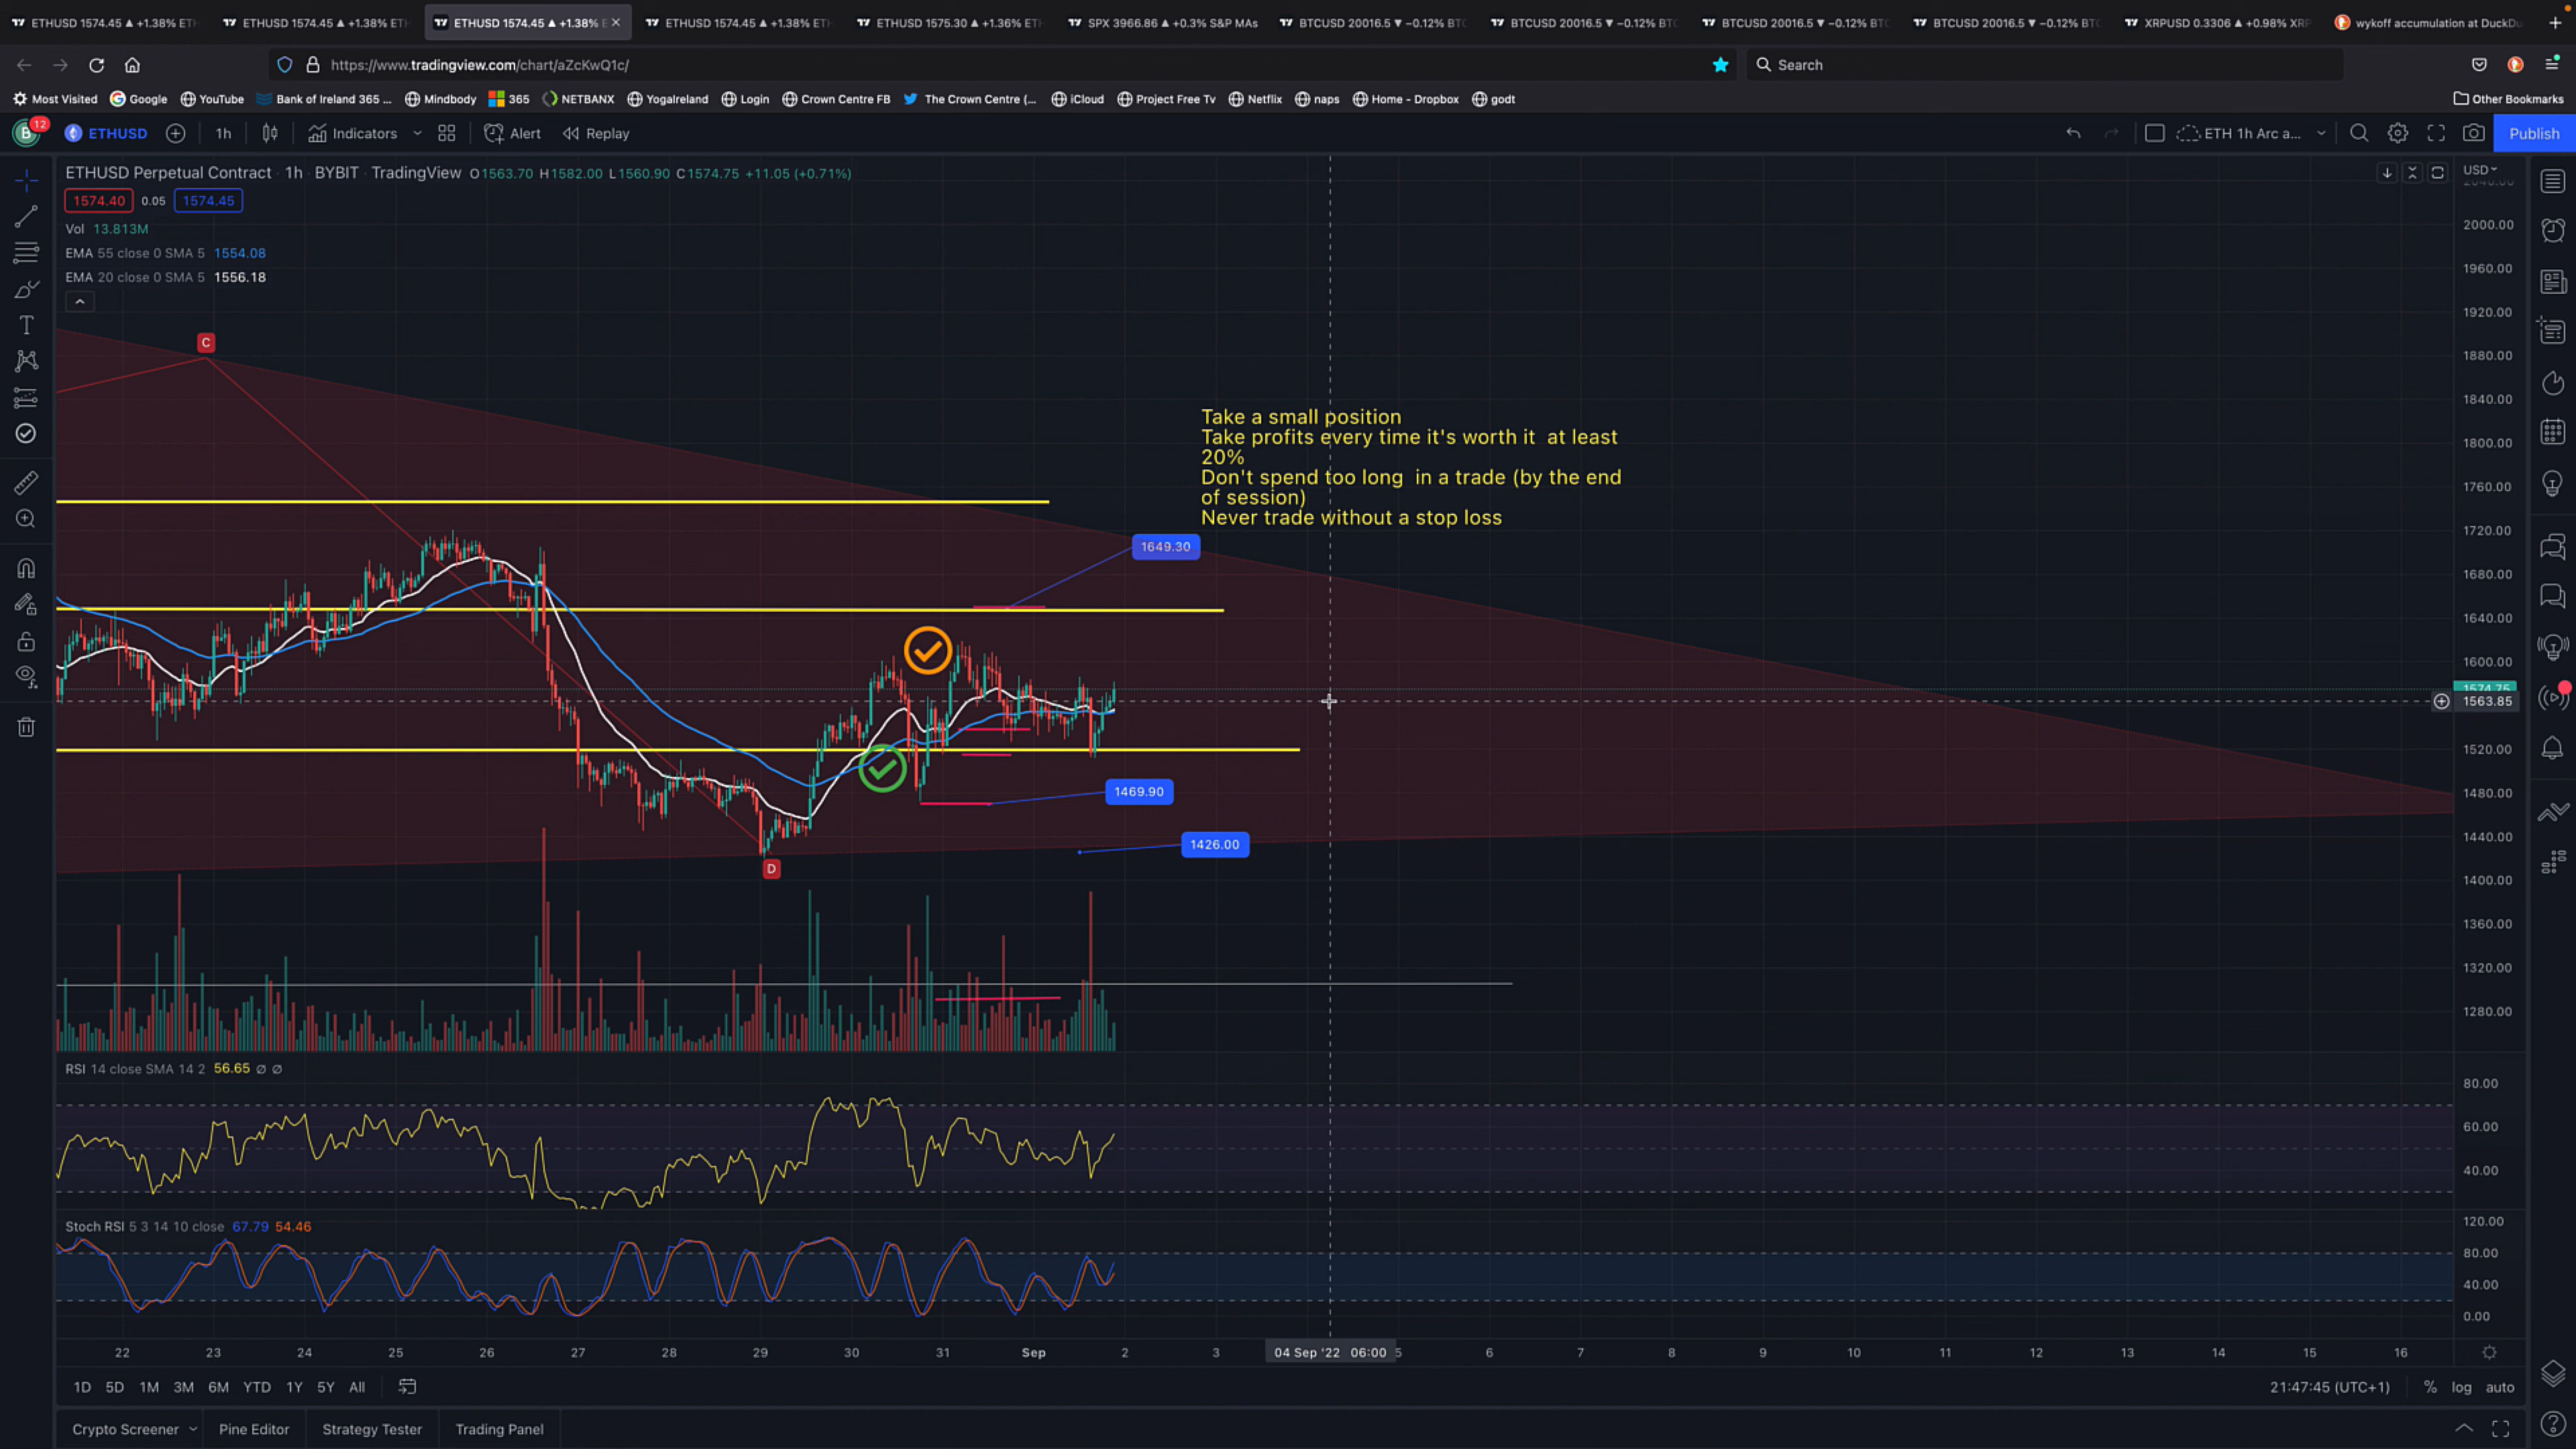 ETHUSD 1574.45 ▲ +1.38% ETH
ETHUSD 1574.45 ▲ +1.38% ETH
ETHUSD 1574.45 ▲ +1.38% E
ETHUSD 1574.45 ▲ +1.38% ETH
ETHUSD 1575.30 ▲ +1.36% ETH
SPX 3966.86 ▲ +0.3% S&P MAs
BTCUSD 20016.5 ▼ −0.12% BTC
BTCUSD 20016.5 ▼ −0.12% BTC
BTCUSD 20016.5 ▼ −0.12% BTC
BTCUSD 20016.5 ▼ −0.12% BTC
XRPUSD 0.3306 ▲ +0.98% XRP
wykoff accumulation at DuckDu
https://www.tradingview.com/chart/aZcKwQ1c/
Search
Most Visited
Google
YouTube
Bank of Ireland 365 ...
Mindbody
365
NETBANX
YogaIreland
Login
Crown Centre FB
The Crown Centre (...
iCloud
Project Free Tv
Netflix
naps
Home - Dropbox
godt
Other Bookmarks
B 12
ETHUSD
1h
Indicators
Alert
Replay
ETH 1h Arc a...
Publish
ETHUSD Perpetual Contract · 1h · BYBIT · TradingView O1563.70 H1582.00 L1560.90 C1574.75 +11.05 (+0.71%)
USD
1574.40 0.05 1574.45
Vol 13.813M
EMA 55 close 0 SMA 5 1554.08
EMA 20 close 0 SMA 5 1556.18
C
Take a small position
Take profits every time it's worth it at least
20%
Don't spend too long in a trade (by the end
of session)
Never trade without a stop loss
1649.30
1469.90
1426.00
D
2000.00
1960.00
1920.00
1880.00
1840.00
1800.00
1760.00
1720.00
1680.00
1640.00
1600.00
1574.75
1563.85
1520.00
1480.00
1440.00
1400.00
1360.00
1320.00
1280.00
RSI 14 close SMA 14 2 56.65 ∅ ∅
80.00
60.00
40.00
Stoch RSI 5 3 14 10 close 67.79 54.46
120.00
80.00
40.00
0.00
22 23 24 25 26 27 28 29 30 31 Sep 2 3 04 Sep '22 06:00 5 6 7 8 9 10 11 12 13 14 15 16
1D 5D 1M 3M 6M YTD 1Y 5Y All
21:47:45 (UTC+1) % log auto
Crypto Screener
Pine Editor
Strategy Tester
Trading Panel